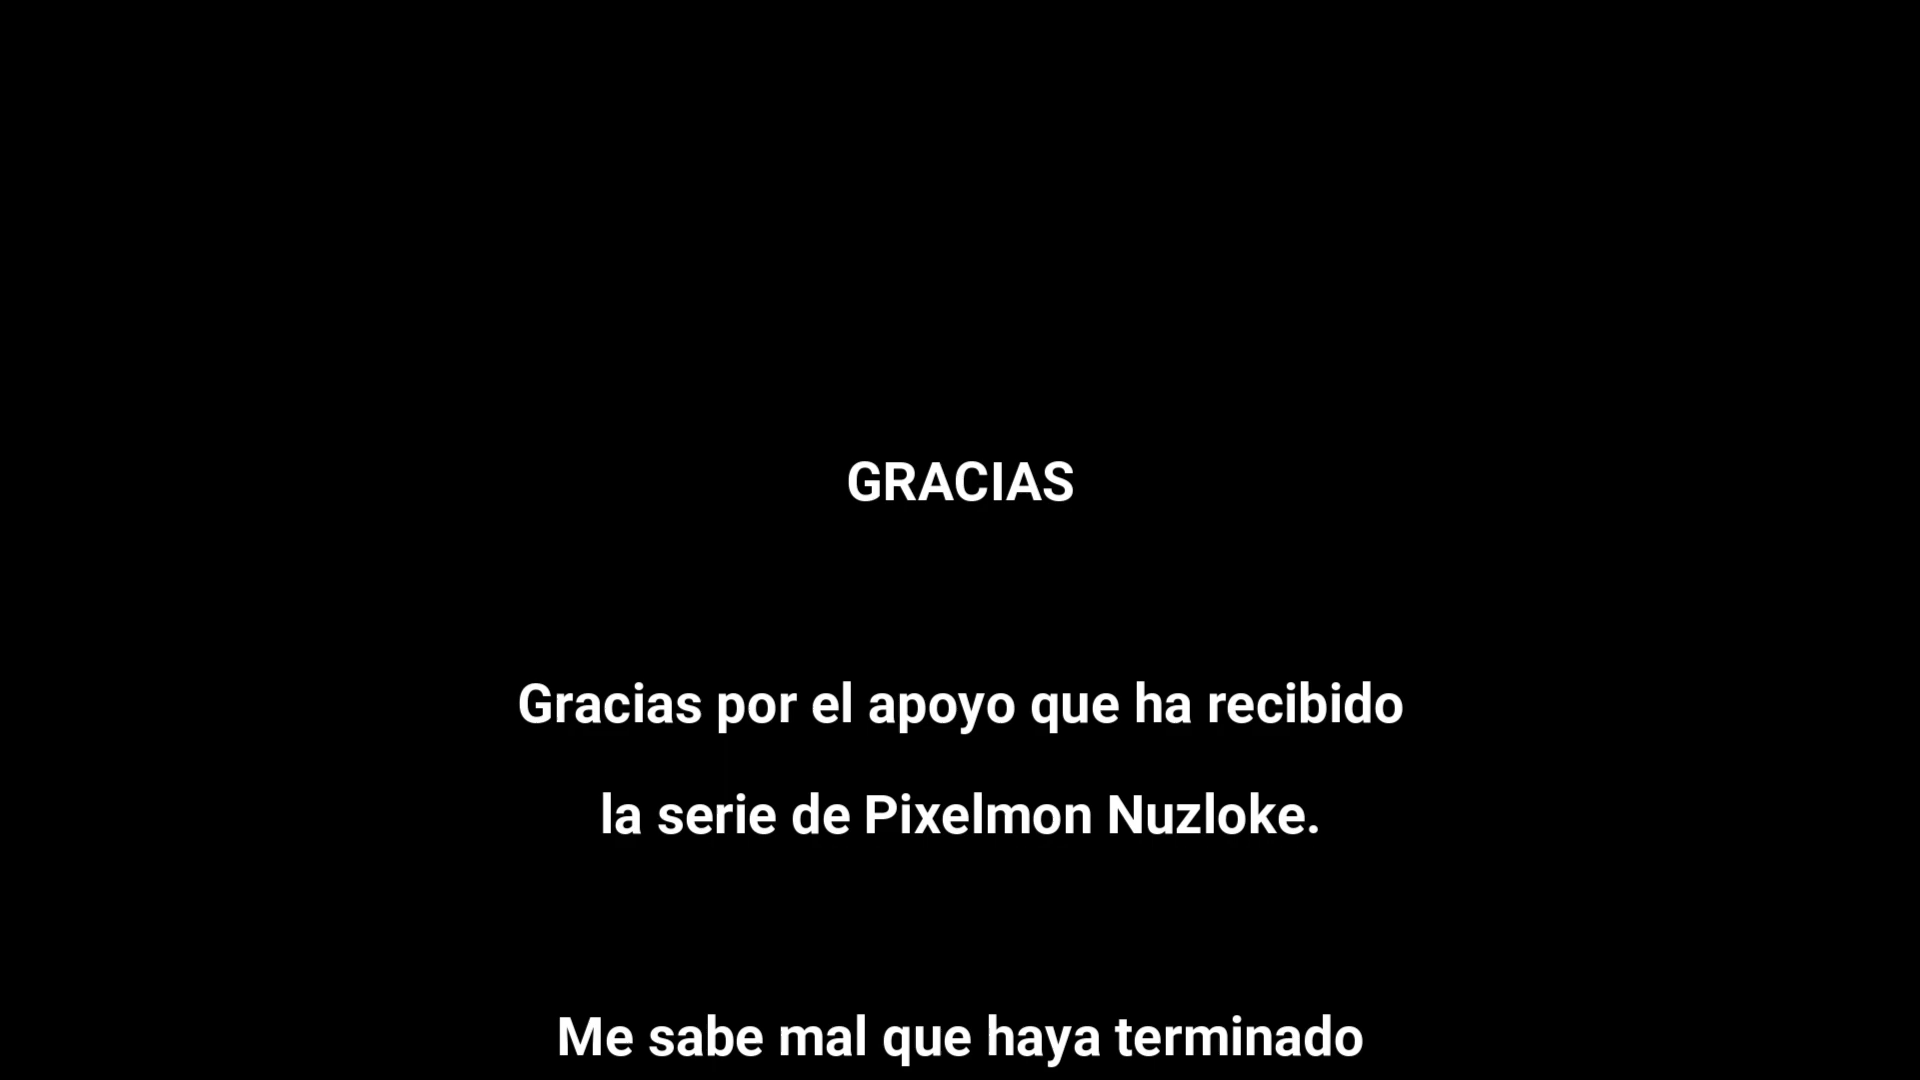 GRACIAS
Gracias por el apoyo que ha recibido
la serie de Pixelmon Nuzloke.
Me sabe mal que haya terminado